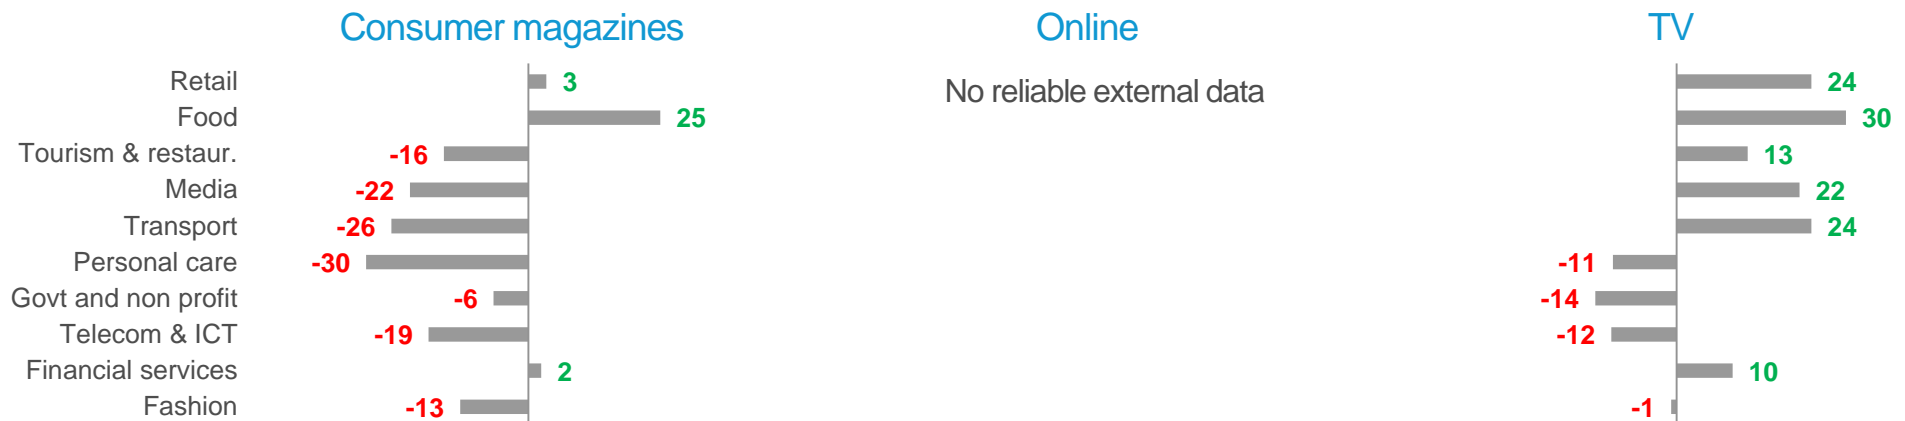 Consumer magazines Online TV
Retail 3 No reliable external data 24
Food 25 30
Tourism & restaur. -16 13
Media -22 22
Transport -26 24
Personal care -30 -11
Govt and non profit -6 -14
Telecom & ICT -19 -12
Financial services 2 10
Fashion -13 -1